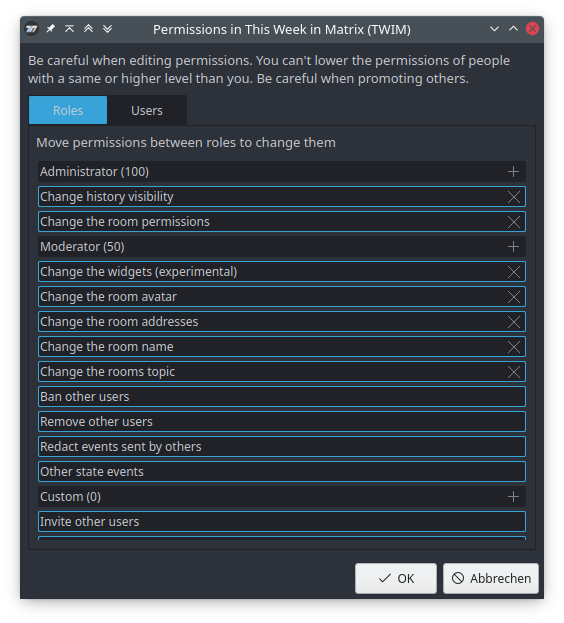 Permissions in This Week in Matrix (TWIM)
Be careful when editing permissions. You can't lower the permissions of people
with a same or higher level than you. Be careful when promoting others.
Roles
Users
Move permissions between roles to change them
Administrator (100)
Change history visibility
Change the room permissions
Moderator (50)
Change the widgets (experimental)
Change the room avatar
Change the room addresses
Change the room name
Change the rooms topic
Ban other users
Remove other users
Redact events sent by others
Other state events
Custom (0)
Invite other users
OK
Abbrechen